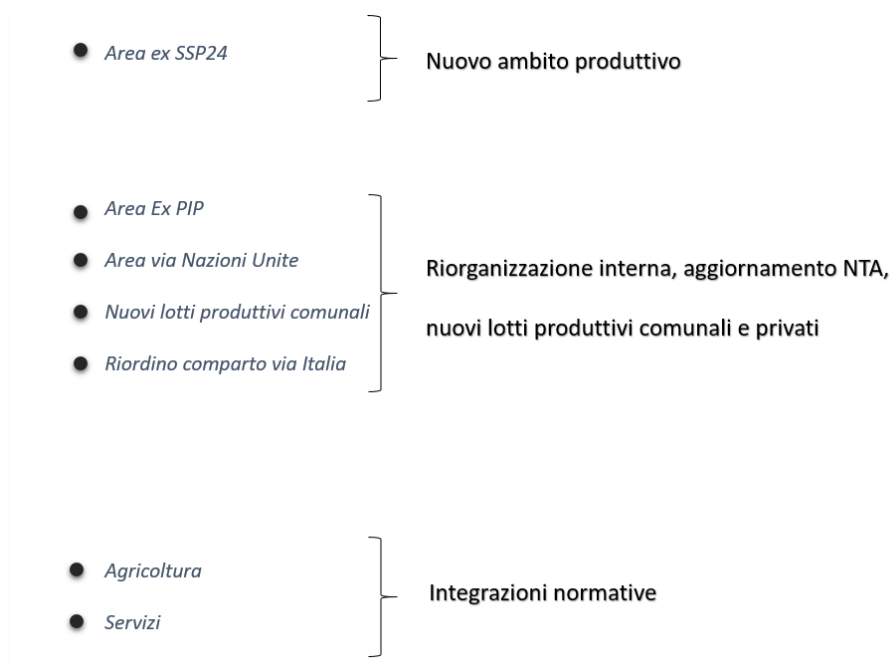 Area ex SSP24
Nuovo ambito produttivo
Area Ex PIP
Area via Nazioni Unite
Nuovi lotti produttivi comunali
Riordino comparto via Italia
Riorganizzazione interna, aggiornamento NTA,
nuovi lotti produttivi comunali e privati
Agricoltura
Servizi
Integrazioni normative